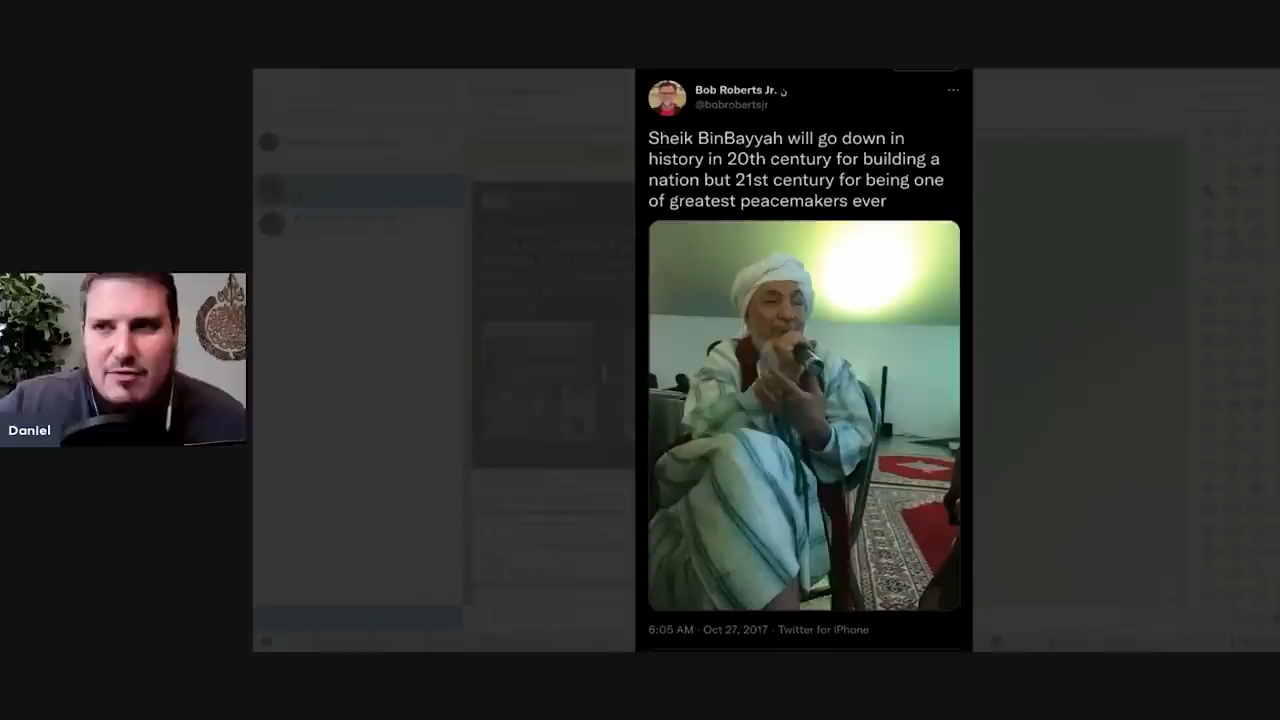 Bob Roberts Jr. ن
@bobrobertsjr
Sheik BinBayyah will go down in
history in 20th century for building a
nation but 21st century for being one
of greatest peacemakers ever
6:05 AM · Oct 27, 2017 · Twitter for iPhone
Daniel